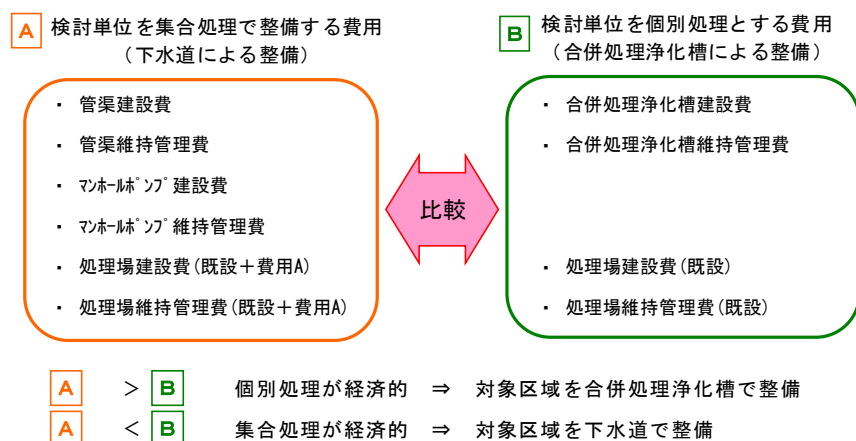 A 検討単位を集合処理で整備する費用
（下水道による整備）
・ 管渠建設費
・ 管渠維持管理費
・ ﾏﾝﾎｰﾙﾎﾟﾝﾌﾟ建設費
・ ﾏﾝﾎｰﾙﾎﾟﾝﾌﾟ維持管理費
・ 処理場建設費(既設＋費用A)
・ 処理場維持管理費(既設＋費用A)
比較
B 検討単位を個別処理とする費用
（合併処理浄化槽による整備）
・ 合併処理浄化槽建設費
・ 合併処理浄化槽維持管理費
・ 処理場建設費(既設)
・ 処理場維持管理費(既設)
A ＞ B 個別処理が経済的 ⇒ 対象区域を合併処理浄化槽で整備
A ＜ B 集合処理が経済的 ⇒ 対象区域を下水道で整備